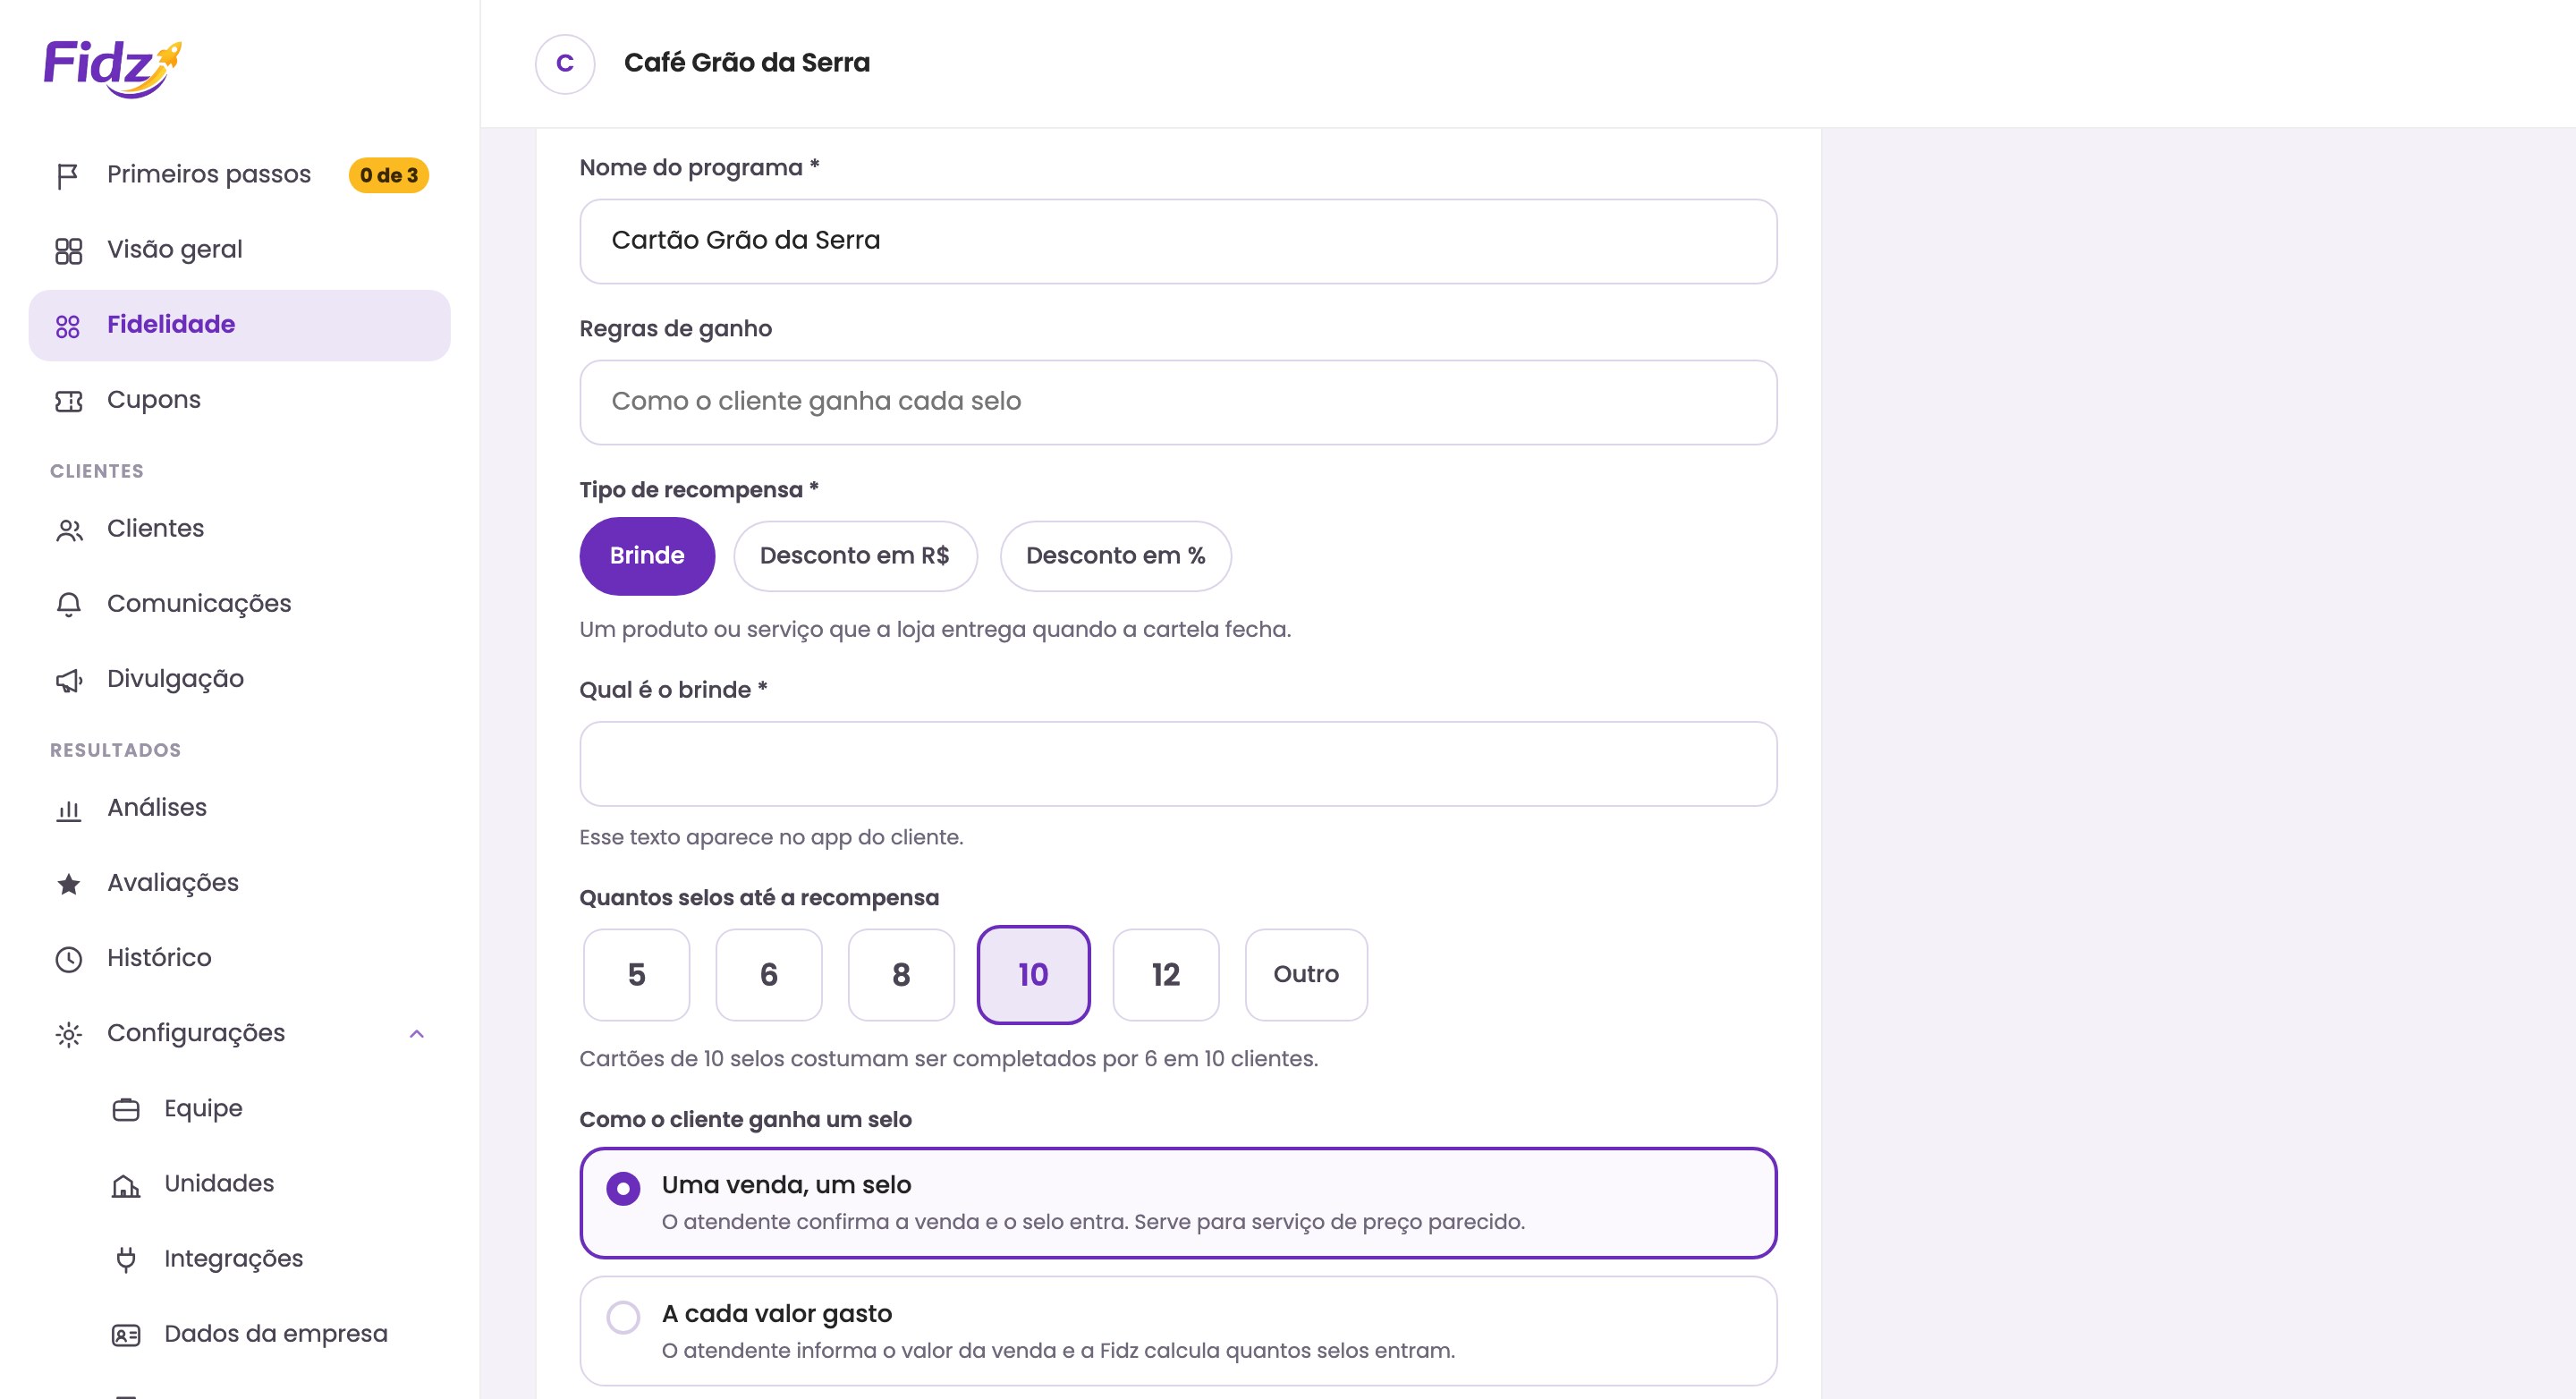 Fidz
Primeiros passos
0 de 3
Visão geral
Fidelidade
Cupons
CLIENTES
Clientes
Comunicações
Divulgação
RESULTADOS
Análises
Avaliações
Histórico
Configurações
Equipe
Unidades
Integrações
Dados da empresa
C
Café Grão da Serra
Nome do programa *
Cartão Grão da Serra
Regras de ganho
Como o cliente ganha cada selo
Tipo de recompensa *
Brinde
Desconto em R$
Desconto em %
Um produto ou serviço que a loja entrega quando a cartela fecha.
Qual é o brinde *
Esse texto aparece no app do cliente.
Quantos selos até a recompensa
5
6
8
10
12
Outro
Cartões de 10 selos costumam ser completados por 6 em 10 clientes.
Como o cliente ganha um selo
Uma venda, um selo
O atendente confirma a venda e o selo entra. Serve para serviço de preço parecido.
A cada valor gasto
O atendente informa o valor da venda e a Fidz calcula quantos selos entram.